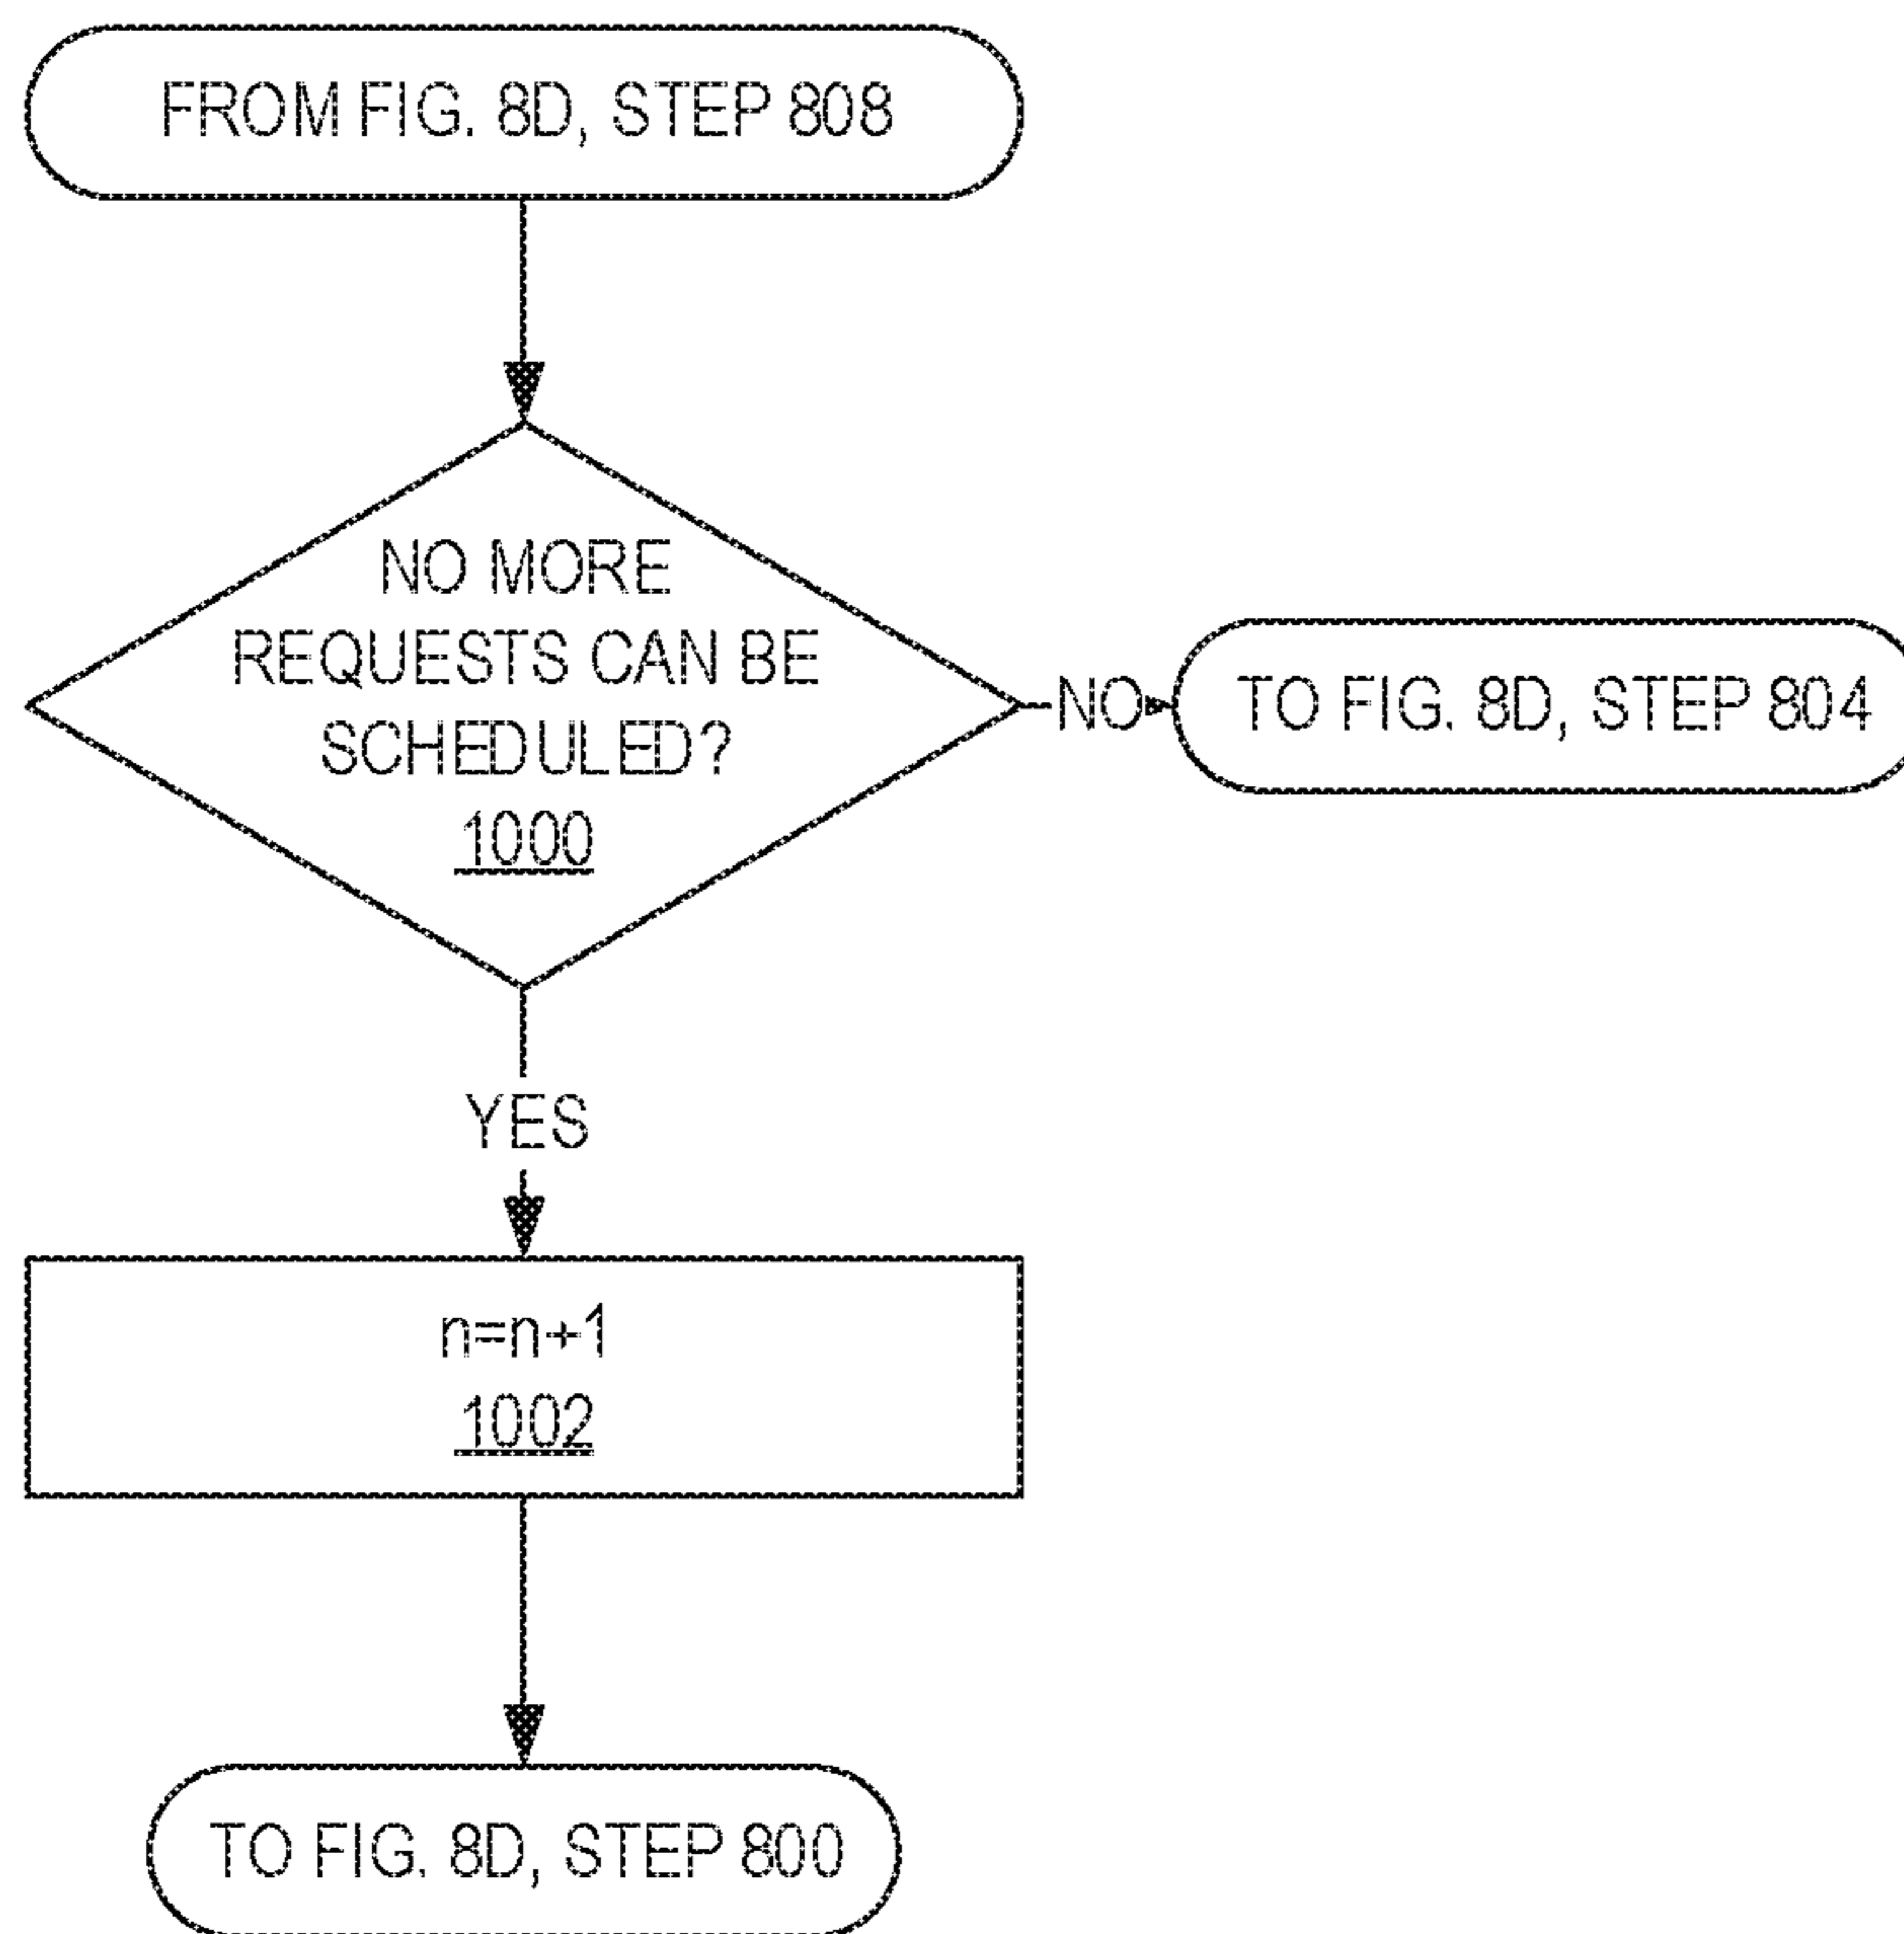 FROM FIG. 8D, STEP 808
NO MORE
REQUESTS CAN BE
SCHEDULED?
1000
NO
TO FIG. 8D, STEP 804
YES
n=n+1
1002
TO FIG. 8D, STEP 800